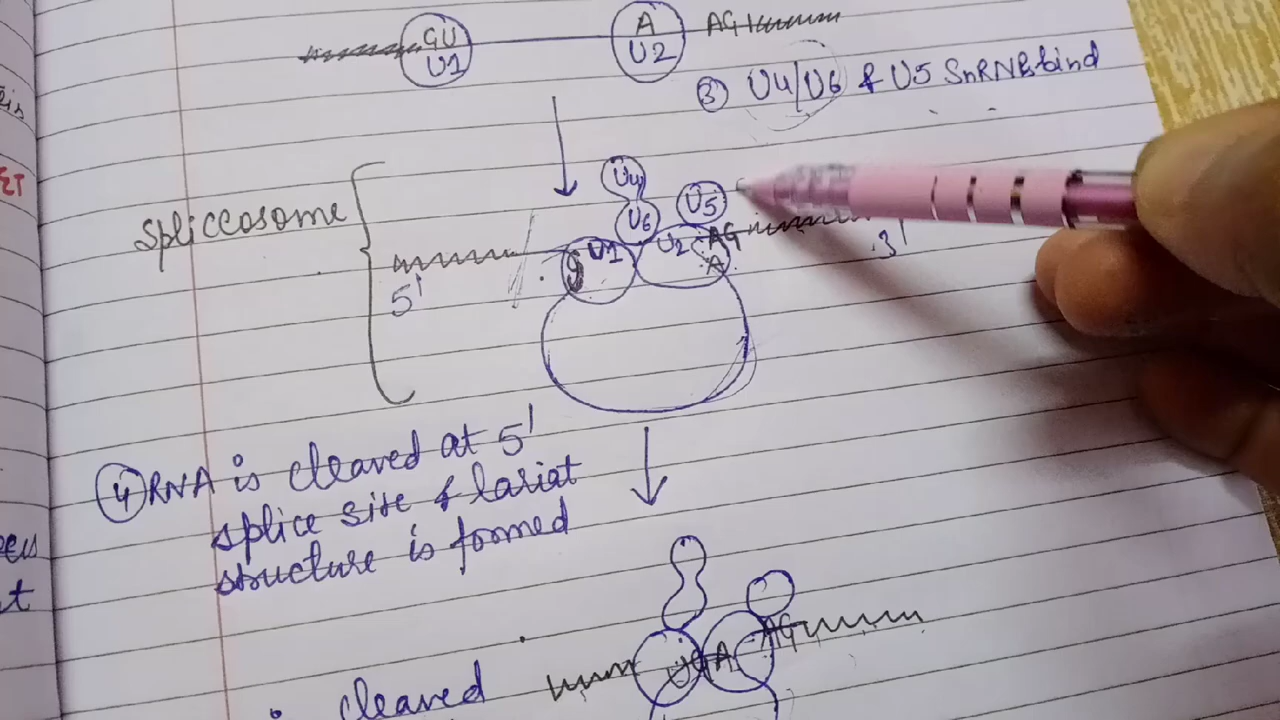 GU A AG
U1 U2
③ U4/U6 & U5 SnRNPs bind
U4
U5
Spliceosome
U6
U1 U2 AG
A
5' 3'
④ RNA is cleaved at 5'
splice site & lariat
structure is formed
AG
UGA
cleaved